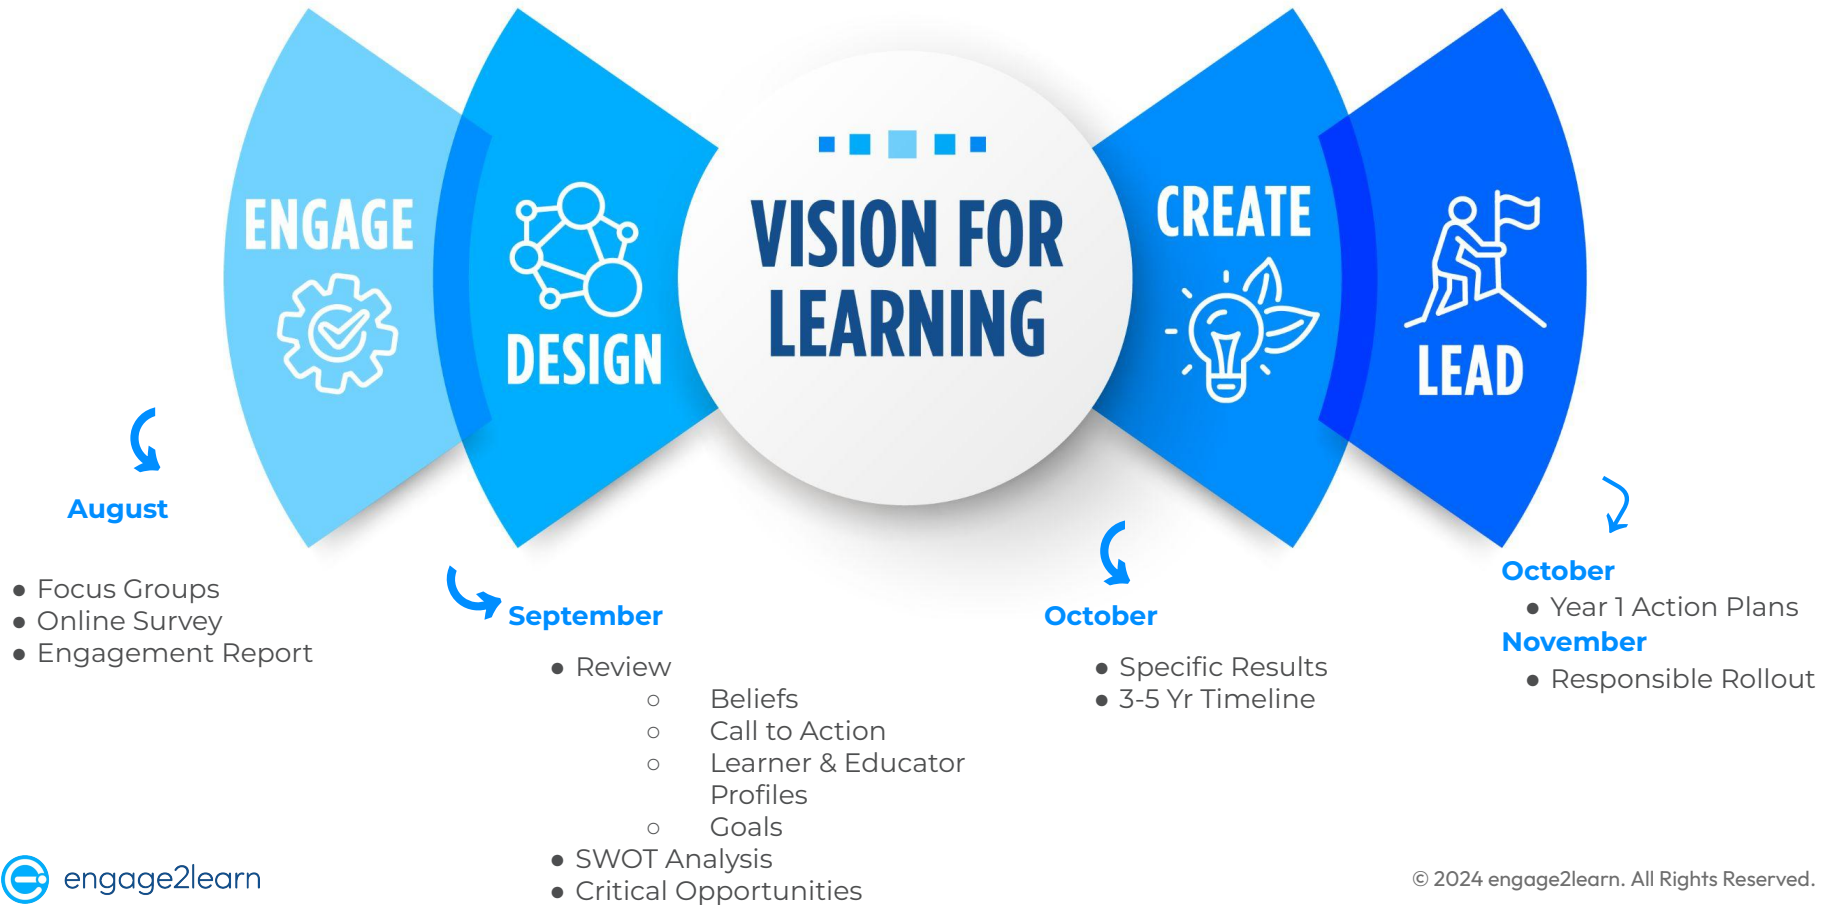 ENGAGE
DESIGN
VISION FOR
LEARNING
CREATE
LEAD
August
● Focus Groups
● Online Survey
● Engagement Report
September
● Review
○ Beliefs
○ Call to Action
○ Learner & Educator
Profiles
○ Goals
● SWOT Analysis
● Critical Opportunities
October
● Specific Results
● 3-5 Yr Timeline
October
● Year 1 Action Plans
November
● Responsible Rollout
engage2learn
© 2024 engage2learn. All Rights Reserved.